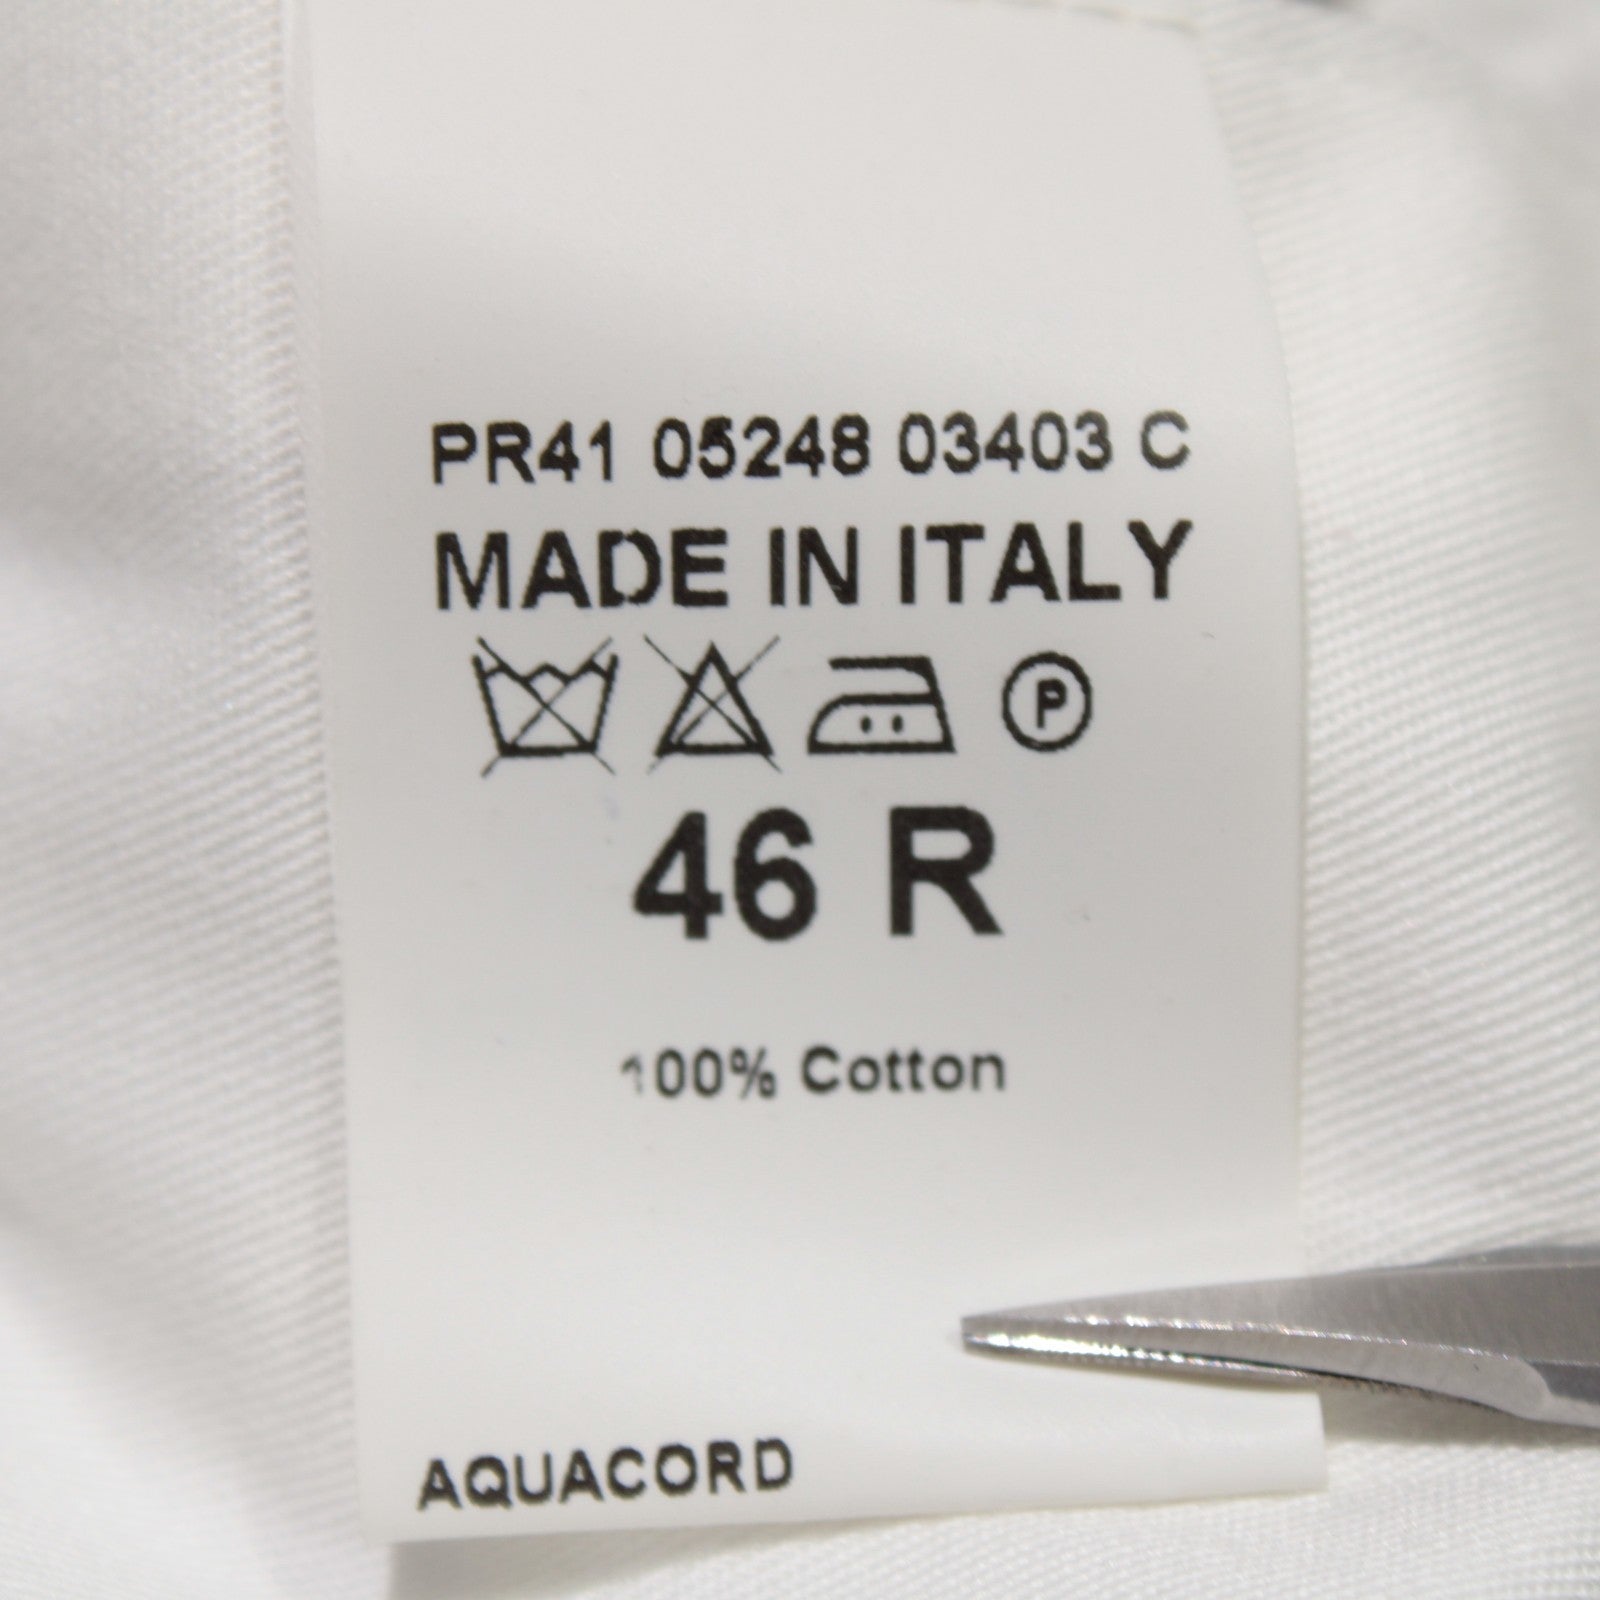 PR41 05248 03403 C
MADE IN ITALY
P
46 R
100% Cotton
AQUACORD